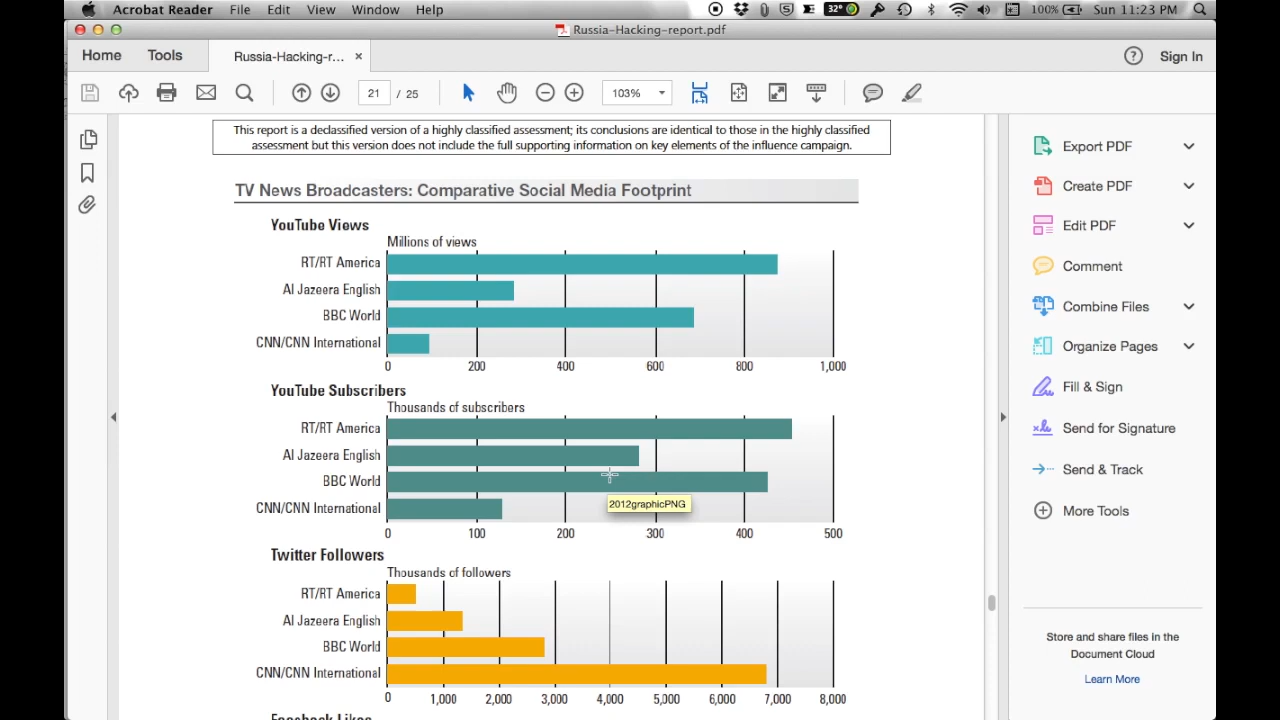 Acrobat Reader File Edit View Window Help 32° 100% Sun 11:23 PM
Russia-Hacking-report.pdf
Home Tools Russia-Hacking-r... × ? Sign In
21 / 25 103%
This report is a declassified version of a highly classified assessment; its conclusions are identical to those in the highly classified
assessment but this version does not include the full supporting information on key elements of the influence campaign.
TV News Broadcasters: Comparative Social Media Footprint
YouTube Views
Millions of views
RT/RT America
Al Jazeera English
BBC World
CNN/CNN International
0 200 400 600 800 1,000
YouTube Subscribers
Thousands of subscribers
RT/RT America
Al Jazeera English
BBC World
2012graphicPNG
CNN/CNN International
0 100 200 300 400 500
Twitter Followers
Thousands of followers
RT/RT America
Al Jazeera English
BBC World
CNN/CNN International
0 1,000 2,000 3,000 4,000 5,000 6,000 7,000 8,000
Facebook Likes
Export PDF
Create PDF
Edit PDF
Comment
Combine Files
Organize Pages
Fill & Sign
Send for Signature
Send & Track
More Tools
Store and share files in the
Document Cloud
Learn More